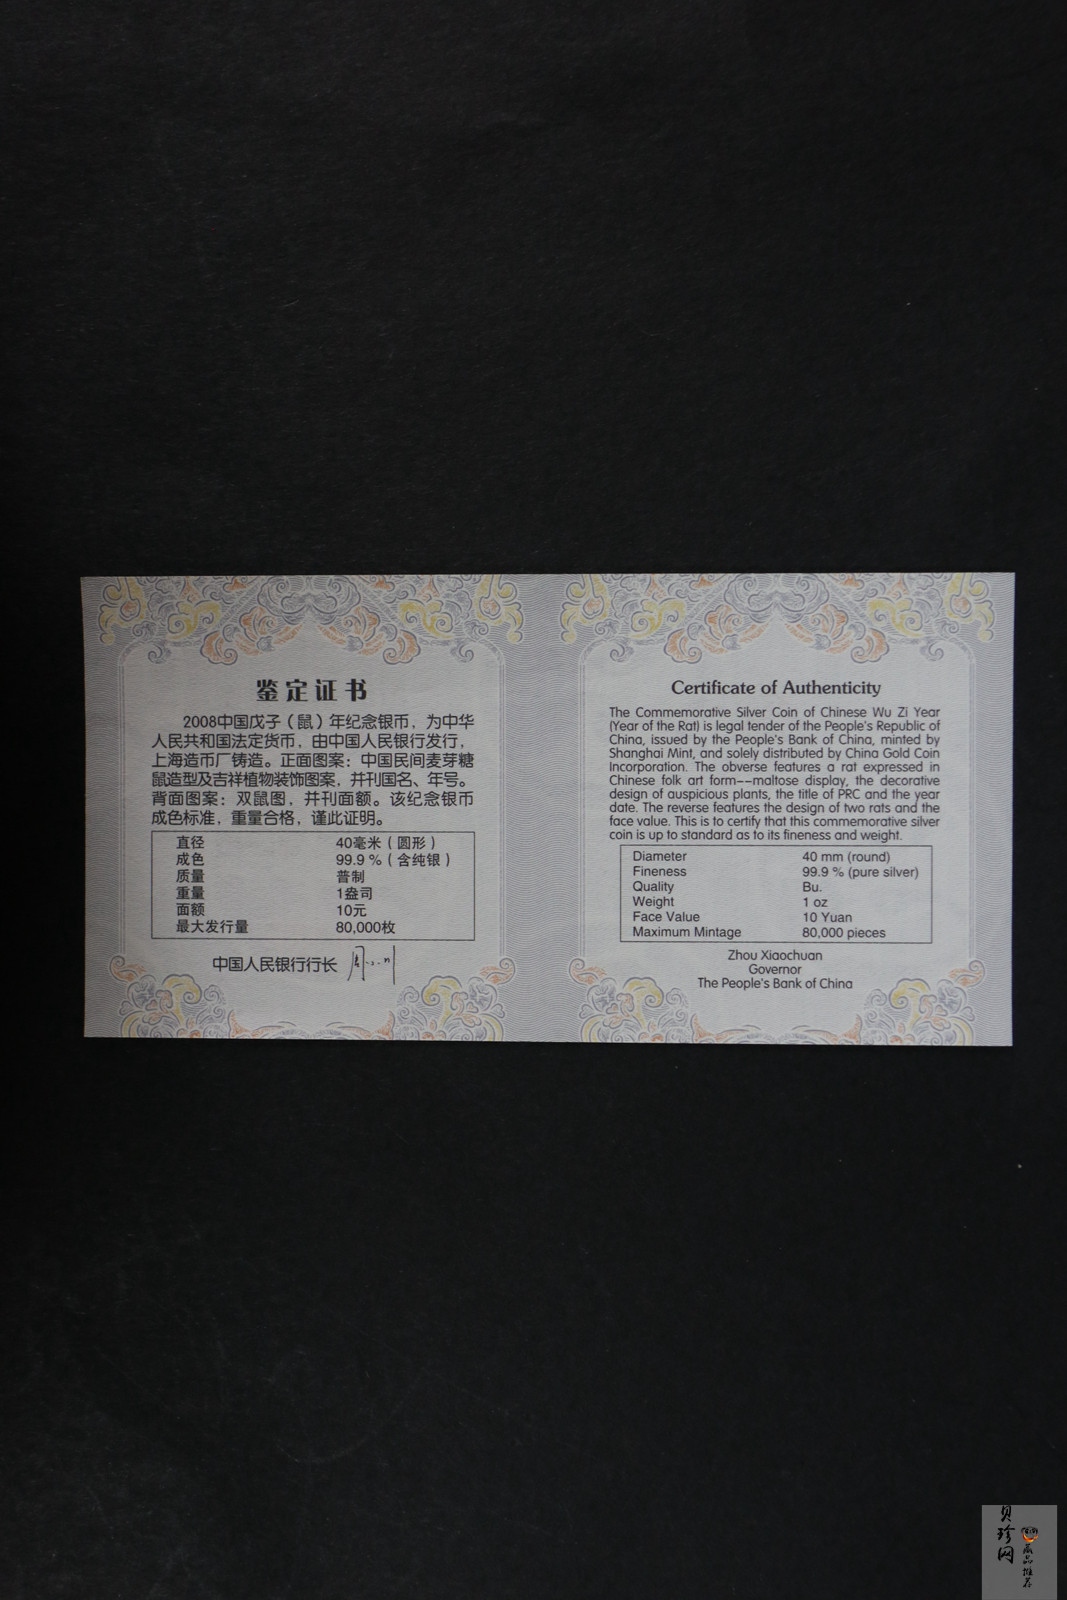 鉴定证书
2008中国戊子（鼠）年纪念银币，为中华
人民共和国法定货币，由中国人民银行发行，
上海造币厂铸造。正面图案：中国民间麦芽糖
鼠造型及吉祥植物装饰图案，并刊国名、年号。
背面图案：双鼠图，并刊面额。该纪念银币
成色标准，重量合格，谨此证明。
直径 40毫米（圆形）
成色 99.9%（含纯银）
质量 普制
重量 1盎司
面额 10元
最大发行量 80,000枚
中国人民银行行长
Certificate of Authenticity
The Commemorative Silver Coin of Chinese Wu Zi Year
(Year of the Rat) is legal tender of the People's Republic of
China, issued by the People's Bank of China, minted by
Shanghai Mint, and solely distributed by China Gold Coin
Incorporation. The obverse features a rat expressed in
Chinese folk art form--maltose display, the decorative
design of auspicious plants, the title of PRC and the year
date. The reverse features the design of two rats and the
face value. This is to certify that this commemorative silver
coin is up to standard as to its fineness and weight.
Diameter 40 mm (round)
Fineness 99.9 % (pure silver)
Quality Bu.
Weight 1 oz
Face Value 10 Yuan
Maximum Mintage 80,000 pieces
Zhou Xiaochuan
Governor
The People's Bank of China
贝珍网
藏品推荐